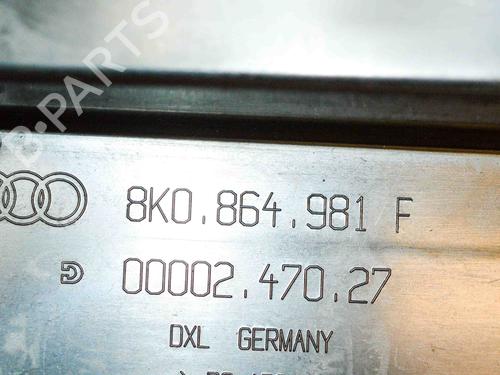 B-PARTS
8K0.864.981 F
D 00002.470.27
DXL GERMANY